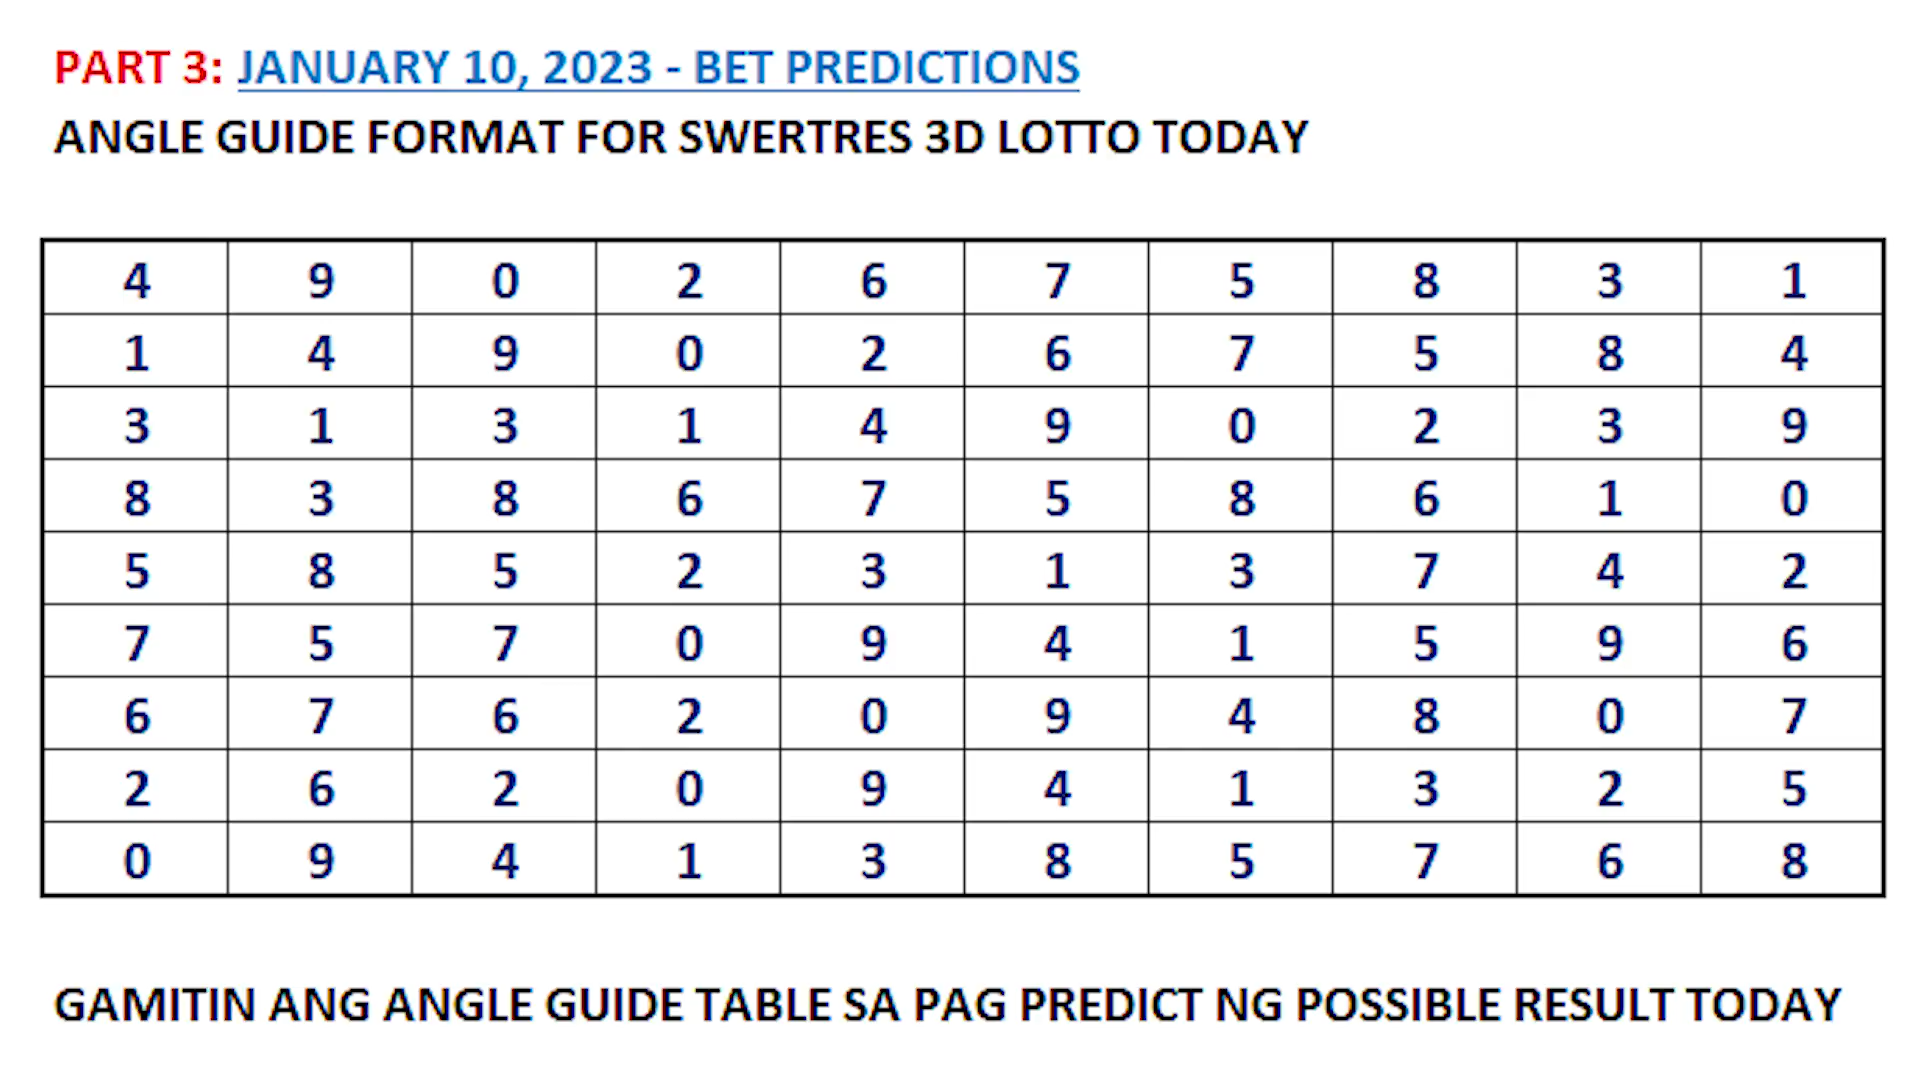 PART 3: JANUARY 10, 2023 - BET PREDICTIONS
ANGLE GUIDE FORMAT FOR SWERTRES 3D LOTTO TODAY
4 9 0 2 6 7 5 8 3 1
1 4 9 0 2 6 7 5 8 4
3 1 3 1 4 9 0 2 3 9
8 3 8 6 7 5 8 6 1 0
5 8 5 2 3 1 3 7 4 2
7 5 7 0 9 4 1 5 9 6
6 7 6 2 0 9 4 8 0 7
2 6 2 0 9 4 1 3 2 5
0 9 4 1 3 8 5 7 6 8
GAMITIN ANG ANGLE GUIDE TABLE SA PAG PREDICT NG POSSIBLE RESULT TODAY